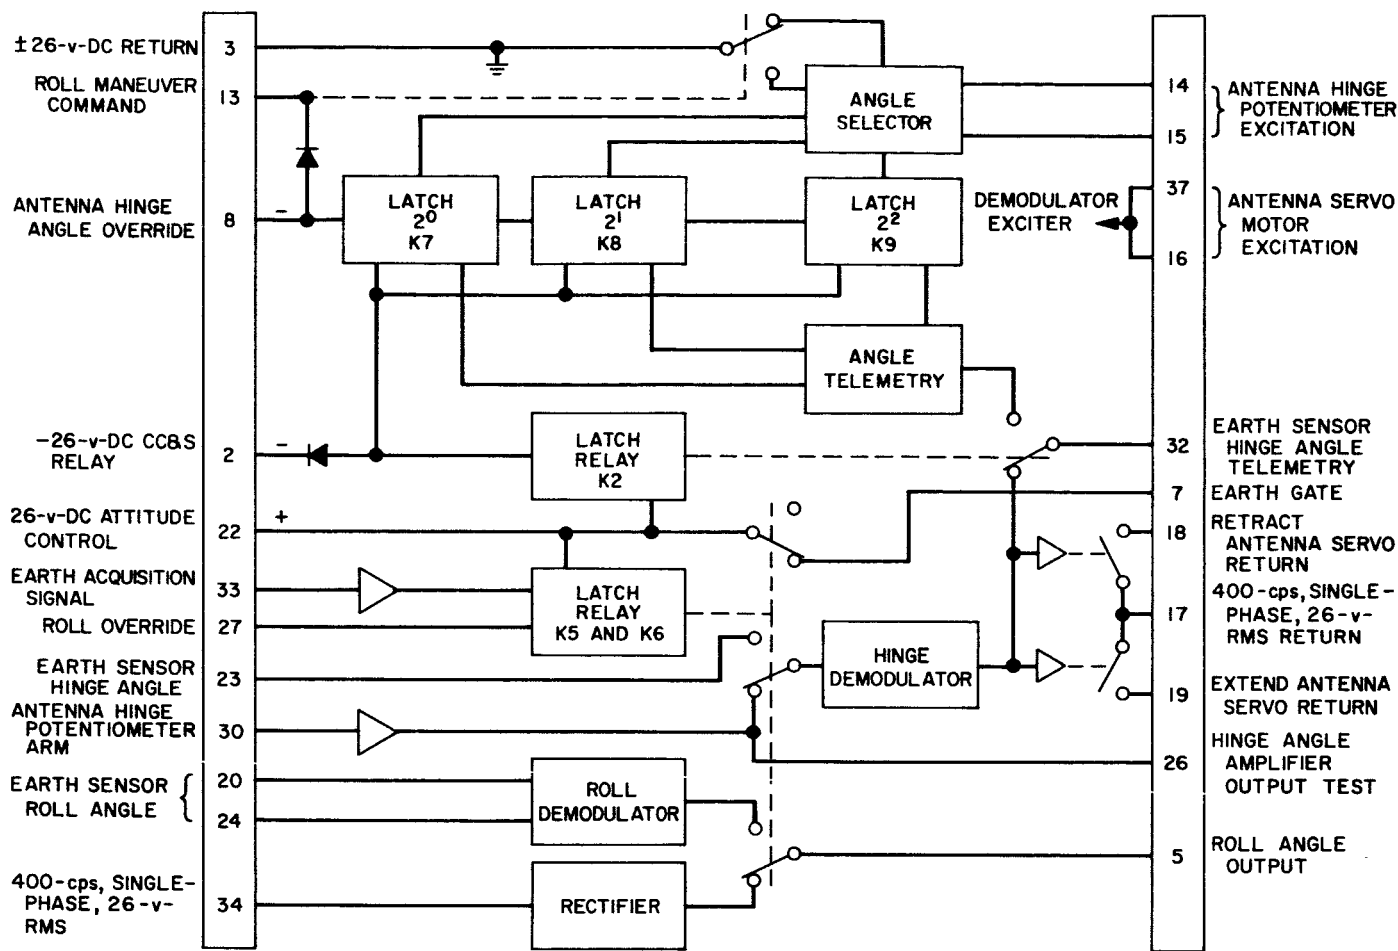 ±26-v-DC RETURN
3
ROLL MANEUVER
COMMAND
13
ANTENNA HINGE
ANGLE OVERRIDE
8
−
−26-v-DC CC&S
RELAY
2
−
26-v-DC ATTITUDE
CONTROL
22
+
EARTH ACQUISITION
SIGNAL
33
ROLL OVERRIDE
27
EARTH SENSOR
HINGE ANGLE
23
ANTENNA HINGE
POTENTIOMETER
ARM
30
EARTH SENSOR
ROLL ANGLE
20
24
400-cps, SINGLE-
PHASE, 26-v-
RMS
34
ANGLE
SELECTOR
LATCH
2⁰
K7
LATCH
2¹
K8
LATCH
2²
K9
DEMODULATOR
EXCITER
ANGLE
TELEMETRY
LATCH
RELAY
K2
LATCH
RELAY
K5 AND K6
HINGE
DEMODULATOR
ROLL
DEMODULATOR
RECTIFIER
14
15
ANTENNA HINGE
POTENTIOMETER
EXCITATION
37
16
ANTENNA SERVO
MOTOR
EXCITATION
32
EARTH SENSOR
HINGE ANGLE
TELEMETRY
7
EARTH GATE
18
RETRACT
ANTENNA SERVO
RETURN
17
400-cps, SINGLE-
PHASE, 26-v-
RMS RETURN
19
EXTEND ANTENNA
SERVO RETURN
26
HINGE ANGLE
AMPLIFIER
OUTPUT TEST
5
ROLL ANGLE
OUTPUT